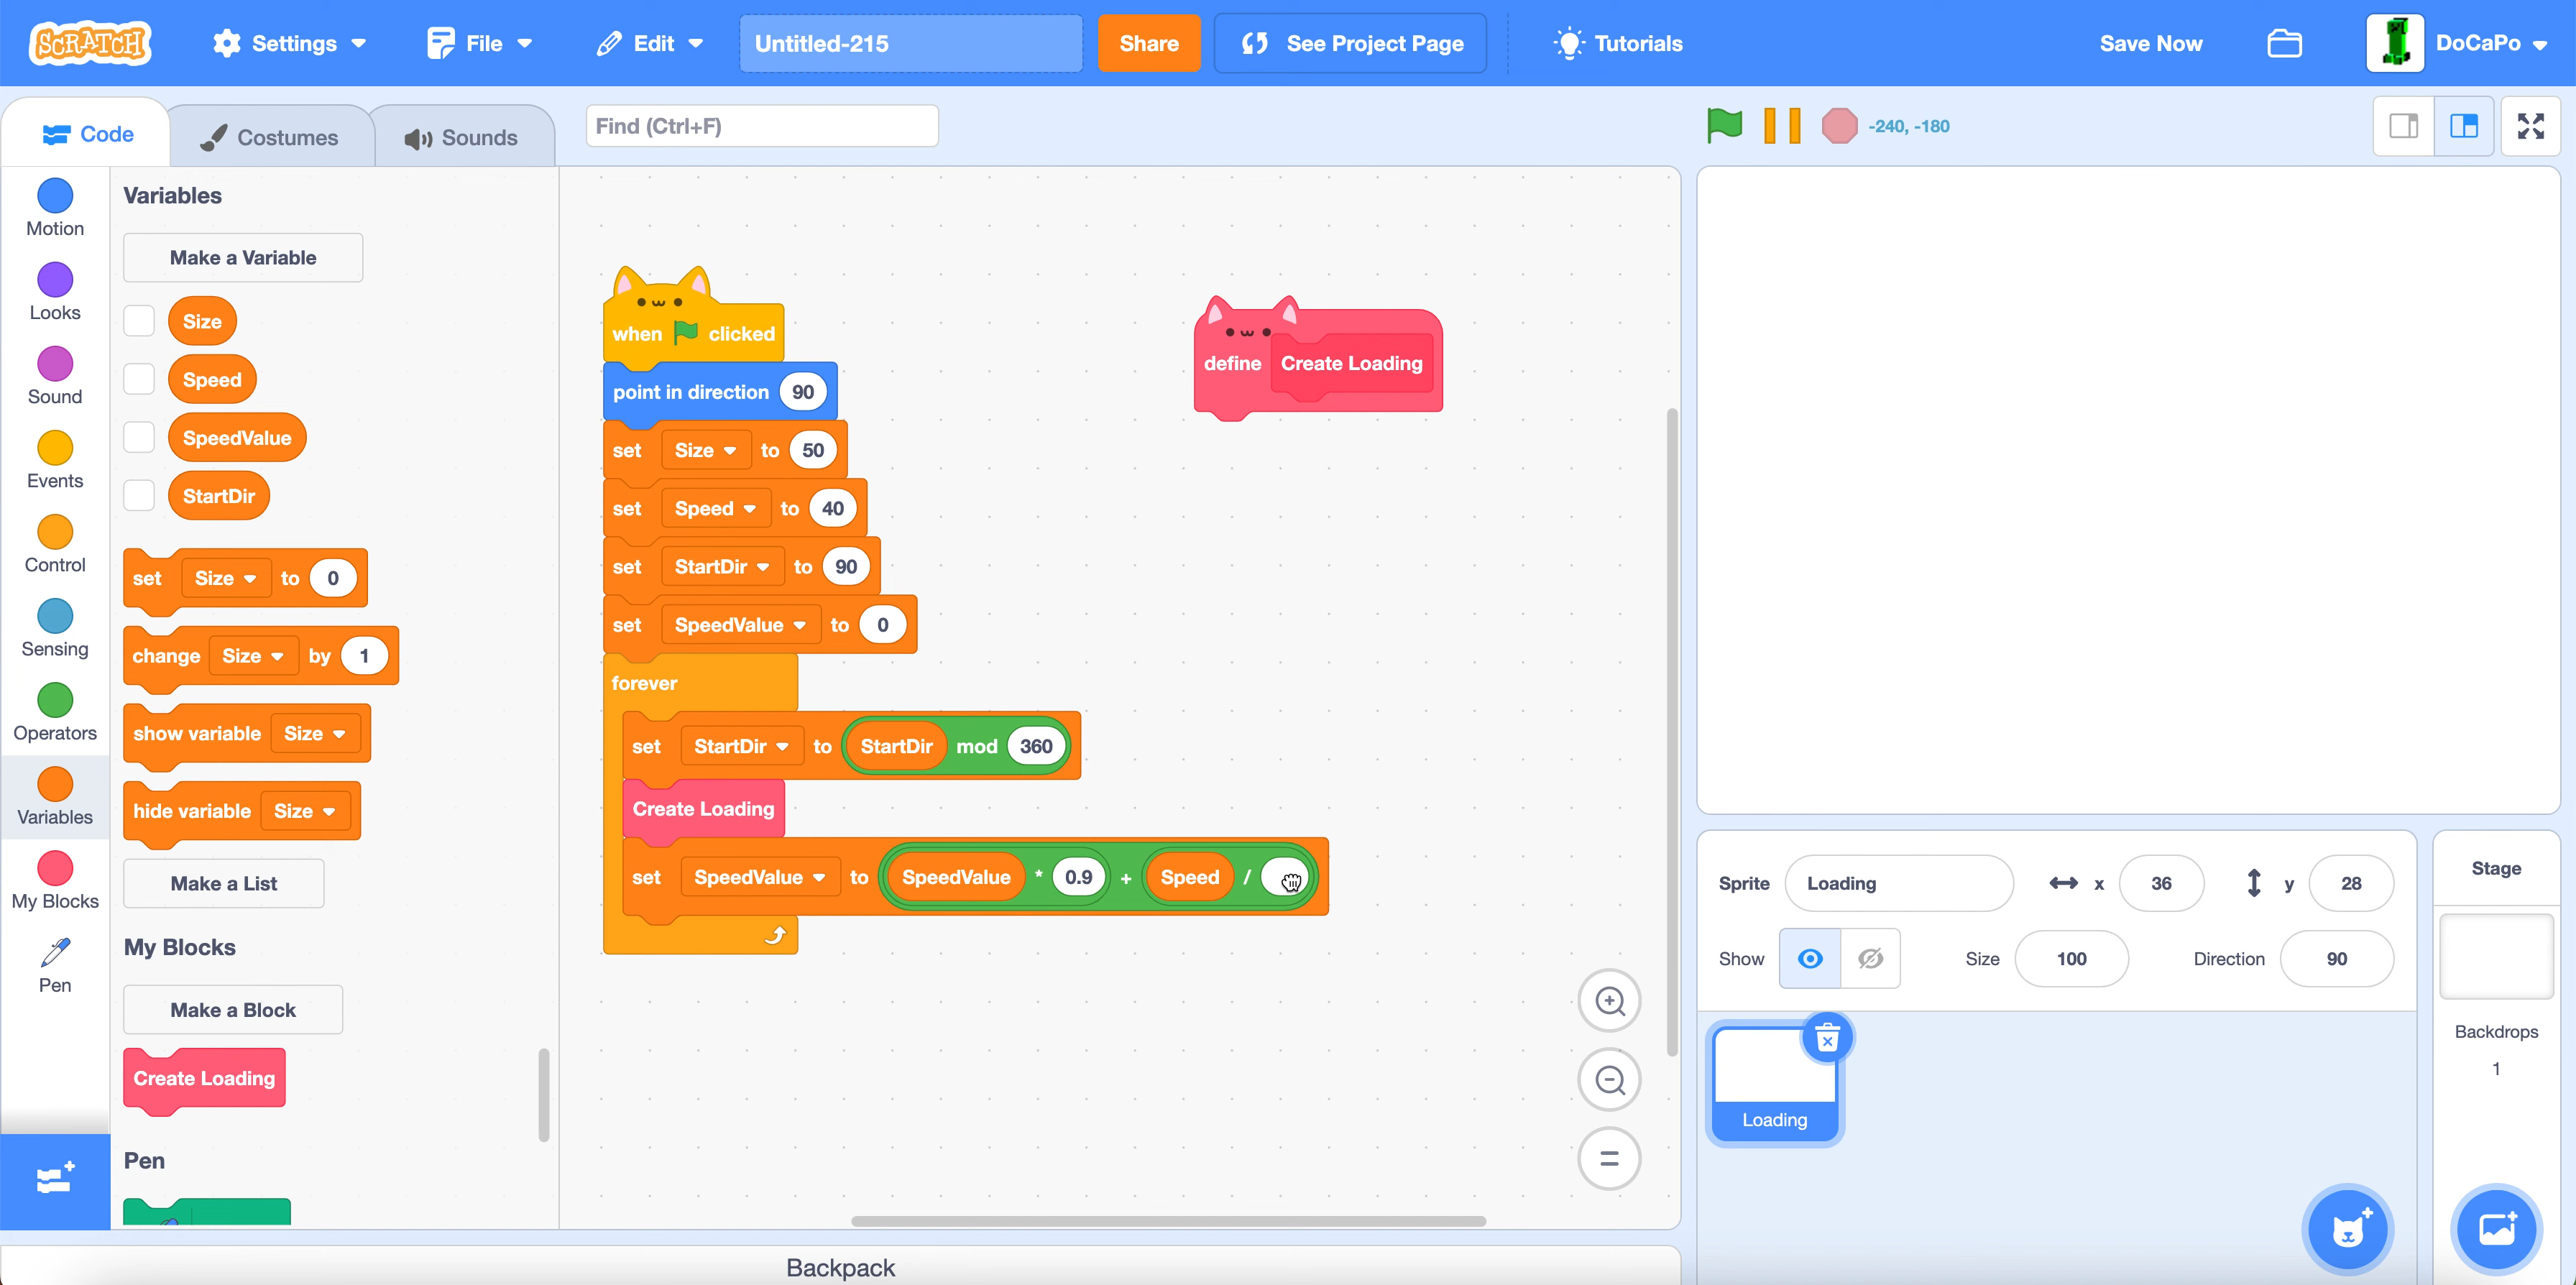 SCRATCH Settings File Edit Untitled-215 Share See Project Page Tutorials Save Now DoCaPo
Code Costumes Sounds Find (Ctrl+F) -240, -180
Motion
Looks
Sound
Events
Control
Sensing
Operators
Variables
My Blocks
Pen
Variables
Make a Variable
Size
Speed
SpeedValue
StartDir
set Size to 0
change Size by 1
show variable Size
hide variable Size
Make a List
My Blocks
Make a Block
Create Loading
Pen
when clicked
point in direction 90
set Size to 50
set Speed to 40
set StartDir to 90
set SpeedValue to 0
forever
set StartDir to StartDir mod 360
Create Loading
set SpeedValue to SpeedValue * 0.9 + Speed /
define Create Loading
Backpack
Sprite Loading x 36 y 28
Show Size 100 Direction 90
Loading
Stage
Backdrops
1